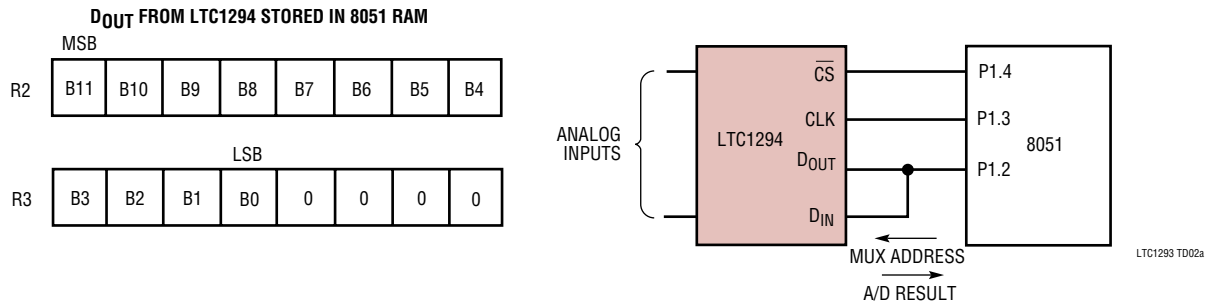 DOUT FROM LTC1294 STORED IN 8051 RAM
MSB
R2 B11 B10 B9 B8 B7 B6 B5 B4
LSB
R3 B3 B2 B1 B0 0 0 0 0
ANALOG
INPUTS
LTC1294
CS
CLK
DOUT
DIN
P1.4
P1.3
P1.2
8051
MUX ADDRESS
A/D RESULT
LTC1293 TD02a